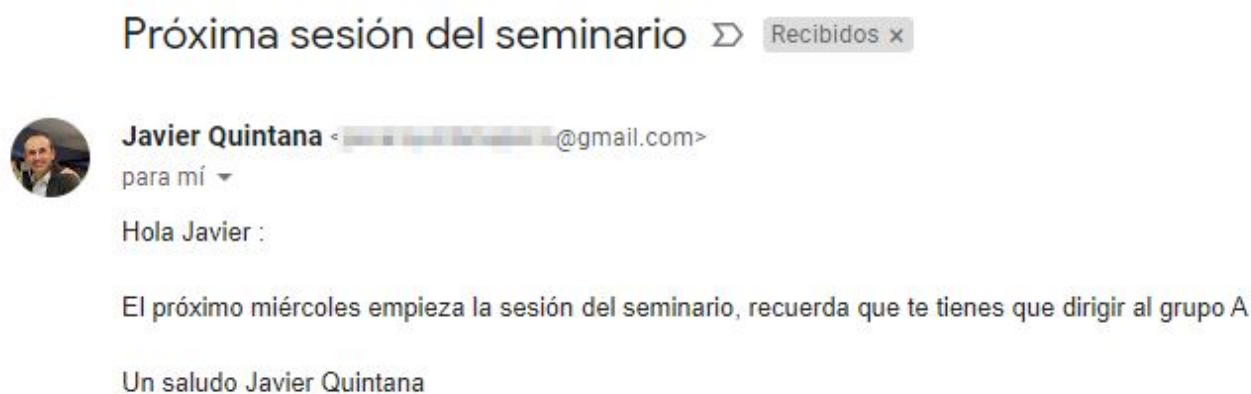 Próxima sesión del seminario Recibidos x
Javier Quintana < @gmail.com>
para mí
Hola Javier :
El próximo miércoles empieza la sesión del seminario, recuerda que te tienes que dirigir al grupo A
Un saludo Javier Quintana